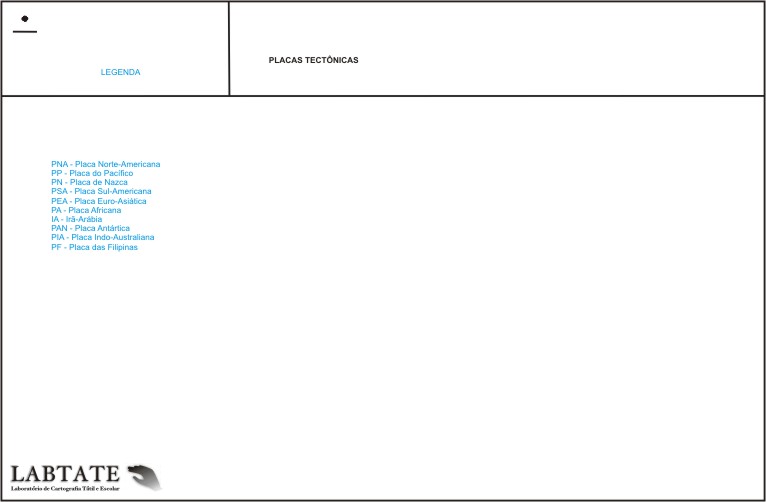 LEGENDA
PLACAS TECTÔNICAS
PNA - Placa Norte-Americana
PP - Placa do Pacífico
PN - Placa de Nazca
PSA - Placa Sul-Americana
PEA - Placa Euro-Asiática
PA - Placa Africana
IA - Irã-Arábia
PAN - Placa Antártica
PIA - Placa Indo-Australiana
PF - Placa das Filipinas
LABTATE
Laboratório de Cartografia Tátil e Escolar